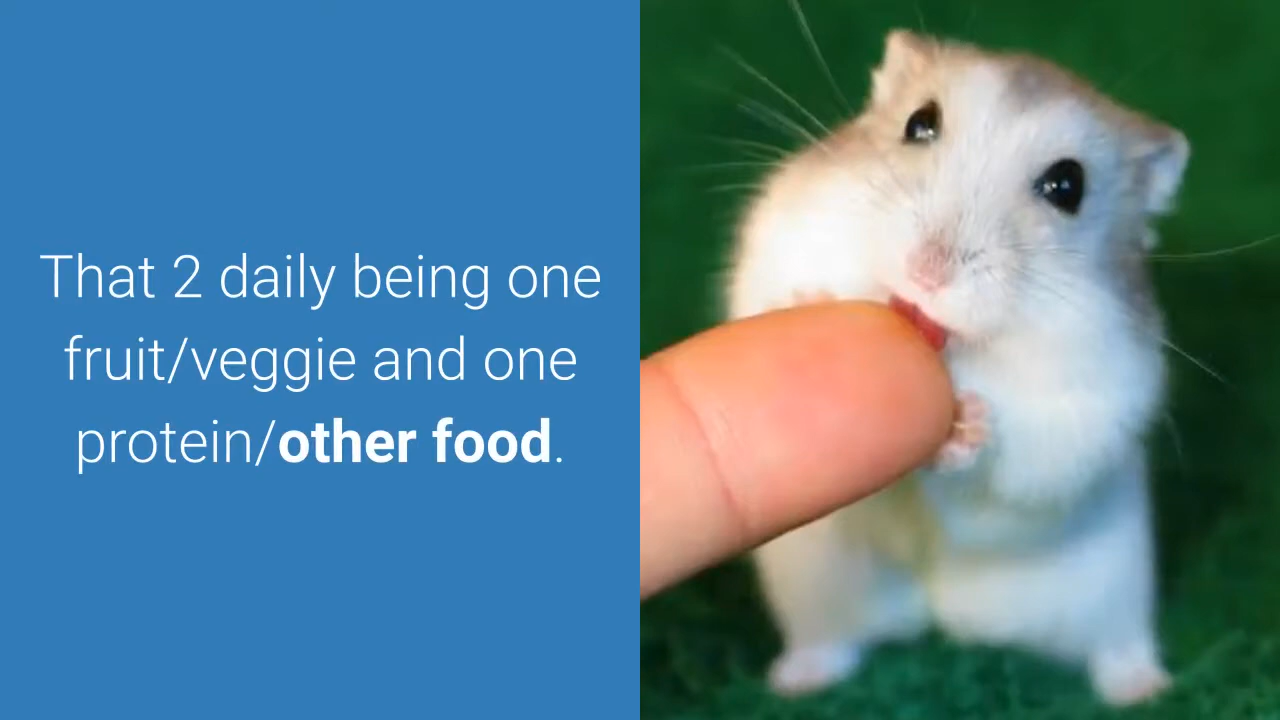 That 2 daily being one
fruit/veggie and one
protein/other food.